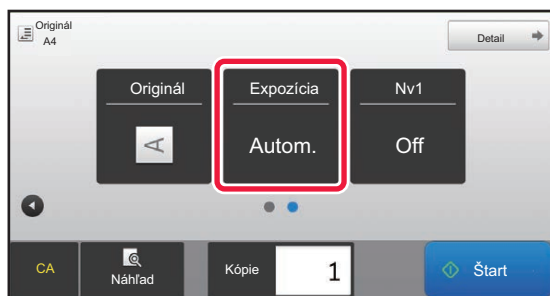 Originál
A4
Detail
Originál
Expozícia
Nv1
A
Autom.
Off
CA
Náhľad
Kópie
1
Štart